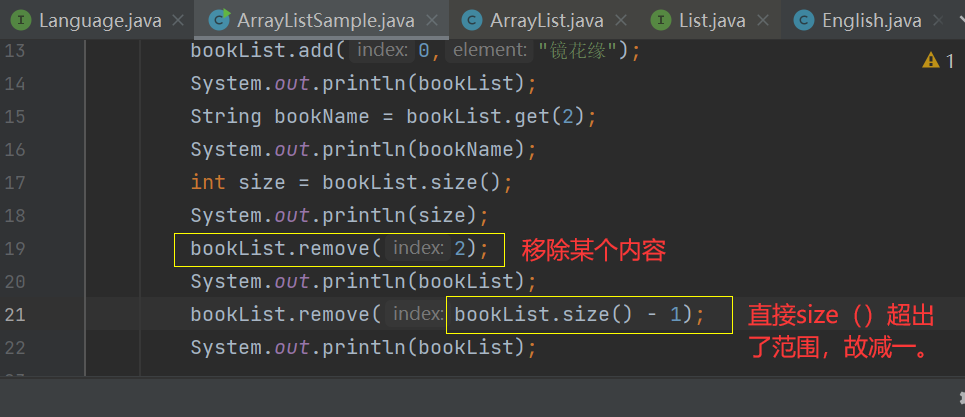 Language.java ArrayListSample.java ArrayList.java List.java English.java
13 bookList.add( index: 0, element: "镜花缘");
1
14 System.out.println(bookList);
15 String bookName = bookList.get(2);
16 System.out.println(bookName);
17 int size = bookList.size();
18 System.out.println(size);
19 bookList.remove( index: 2); 移除某个内容
20 System.out.println(bookList);
21 bookList.remove( index: bookList.size() - 1); 直接size（）超出
22 System.out.println(bookList); 了范围，故减一。